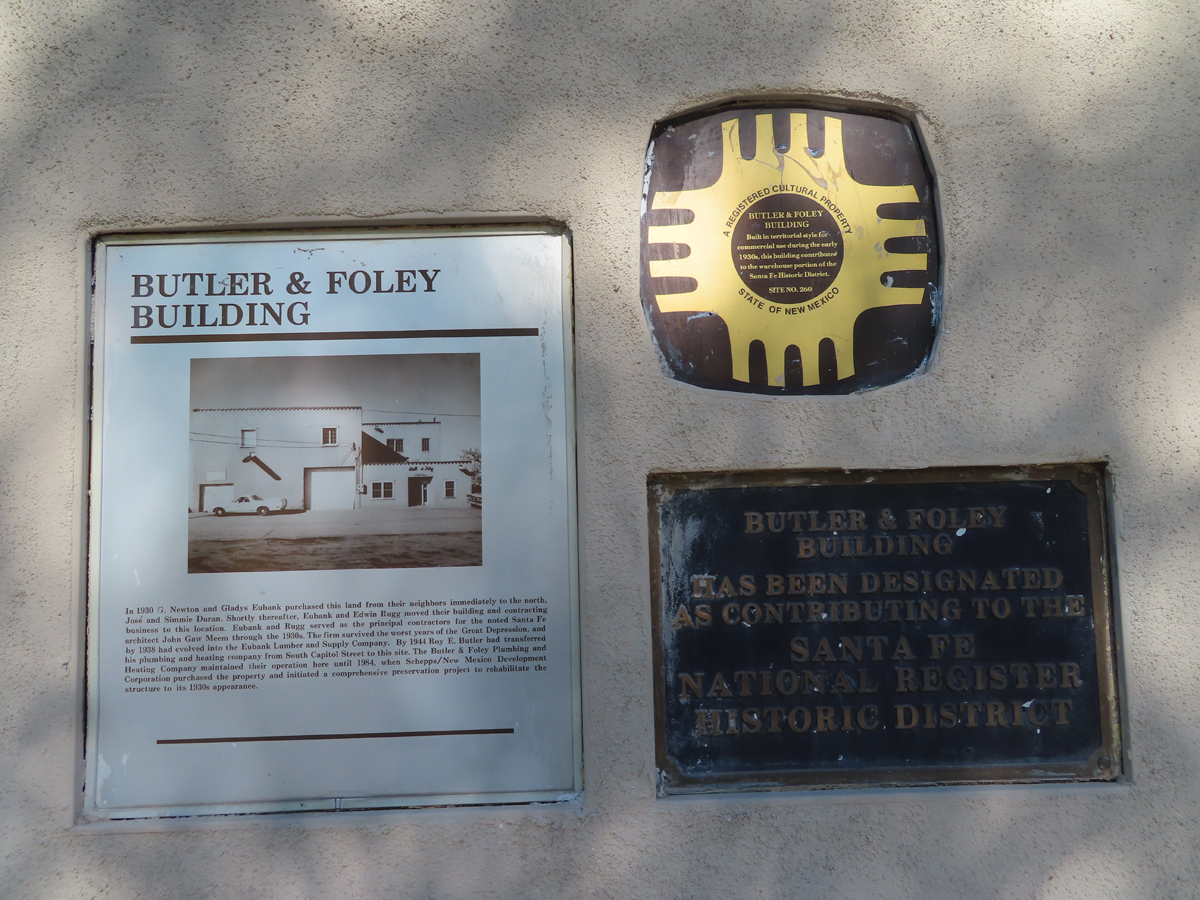 BUTLER & FOLEY
BUILDING
In 1930 G. Newton and Gladys Eubank purchased this land from their neighbors immediately to the north,
José and Simmie Duran. Shortly thereafter, Eubank and Edwin Rugg moved their building and contracting
business to this location. Eubank and Rugg served as the principal contractors for the noted Santa Fe
architect John Gaw Meem through the 1930s. The firm survived the worst years of the Great Depression, and
by 1938 had evolved into the Eubank Lumber and Supply Company. By 1944 Roy E. Butler had transferred
his plumbing and heating company from South Capitol Street to this site. The Butler & Foley Plumbing and
Heating Company maintained their operation here until 1984, when Schepps/New Mexico Development
Corporation purchased the property and initiated a comprehensive preservation project to rehabilitate the
structure to its 1930s appearance.
A REGISTERED CULTURAL PROPERTY
BUTLER & FOLEY
BUILDING
Built in territorial style for
commercial use during the early
1930s, this building contributed
to the warehouse portion of the
Santa Fe Historic District.
SITE NO. 260
STATE OF NEW MEXICO
BUTLER & FOLEY
BUILDING
HAS BEEN DESIGNATED
AS CONTRIBUTING TO THE
SANTA FE
NATIONAL REGISTER
HISTORIC DISTRICT